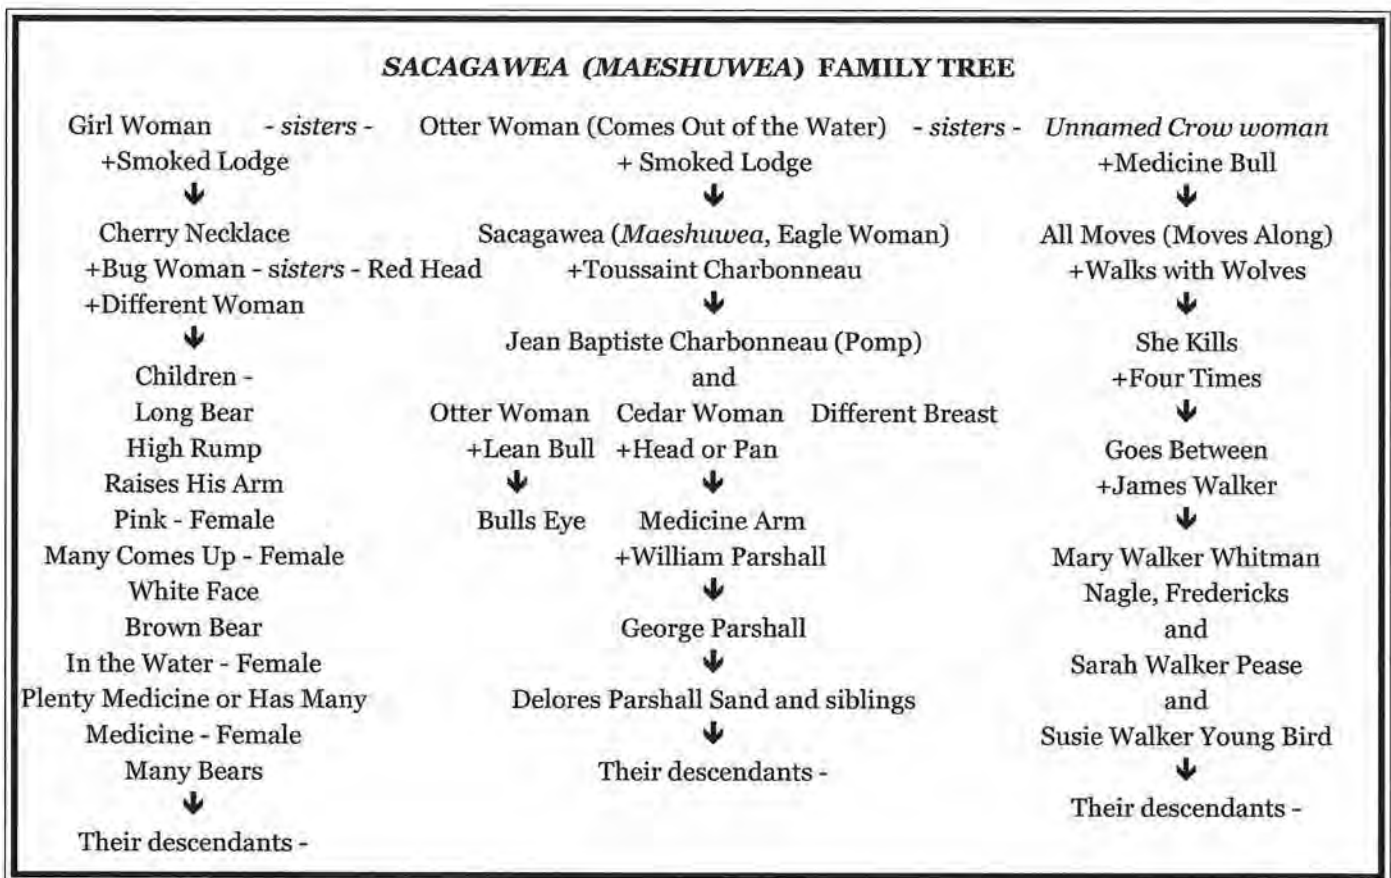 SACAGAWEA (MAESHUWEA) FAMILY TREE
Girl Woman - sisters - Otter Woman (Comes Out of the Water) - sisters - Unnamed Crow woman
+Smoked Lodge
+ Smoked Lodge
+Medicine Bull
Cherry Necklace
+Bug Woman - sisters - Red Head
+Different Woman
Children -
Long Bear
High Rump
Raises His Arm
Pink - Female
Many Comes Up - Female
White Face
Brown Bear
In the Water - Female
Plenty Medicine or Has Many
Medicine - Female
Many Bears
Their descendants -
Sacagawea (Maeshuwea, Eagle Woman)
+Toussaint Charbonneau
Jean Baptiste Charbonneau (Pomp)
and
Otter Woman Cedar Woman Different Breast
+Lean Bull +Head or Pan
Bulls Eye Medicine Arm
+William Parshall
George Parshall
Delores Parshall Sand and siblings
Their descendants -
All Moves (Moves Along)
+Walks with Wolves
She Kills
+Four Times
Goes Between
+James Walker
Mary Walker Whitman
Nagle, Fredericks
and
Sarah Walker Pease
and
Susie Walker Young Bird
Their descendants -